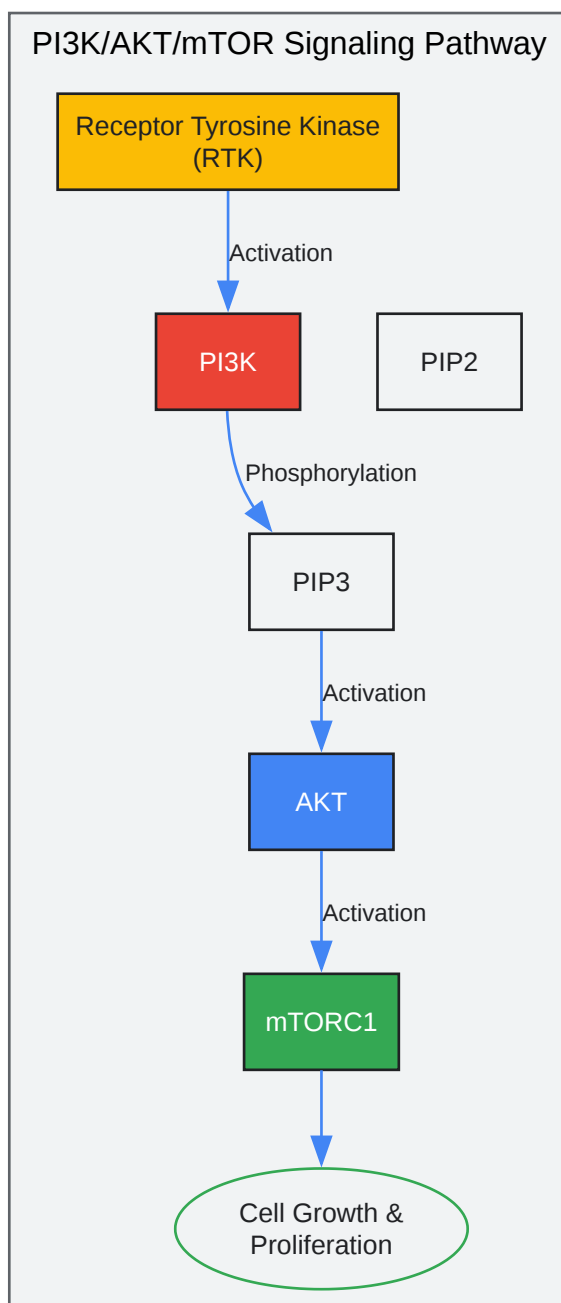 PI3K/AKT/mTOR Signaling Pathway
Receptor Tyrosine Kinase
(RTK)
Activation
PI3K
PIP2
Phosphorylation
PIP3
Activation
AKT
Activation
mTORC1
Cell Growth &
Proliferation